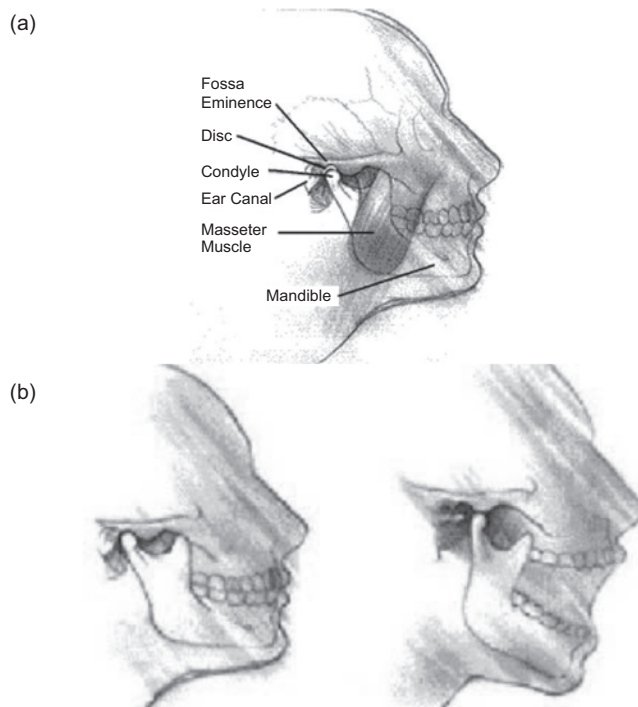 (a)
Fossa
Eminence
Disc
Condyle
Ear Canal
Masseter
Muscle
Mandible
(b)